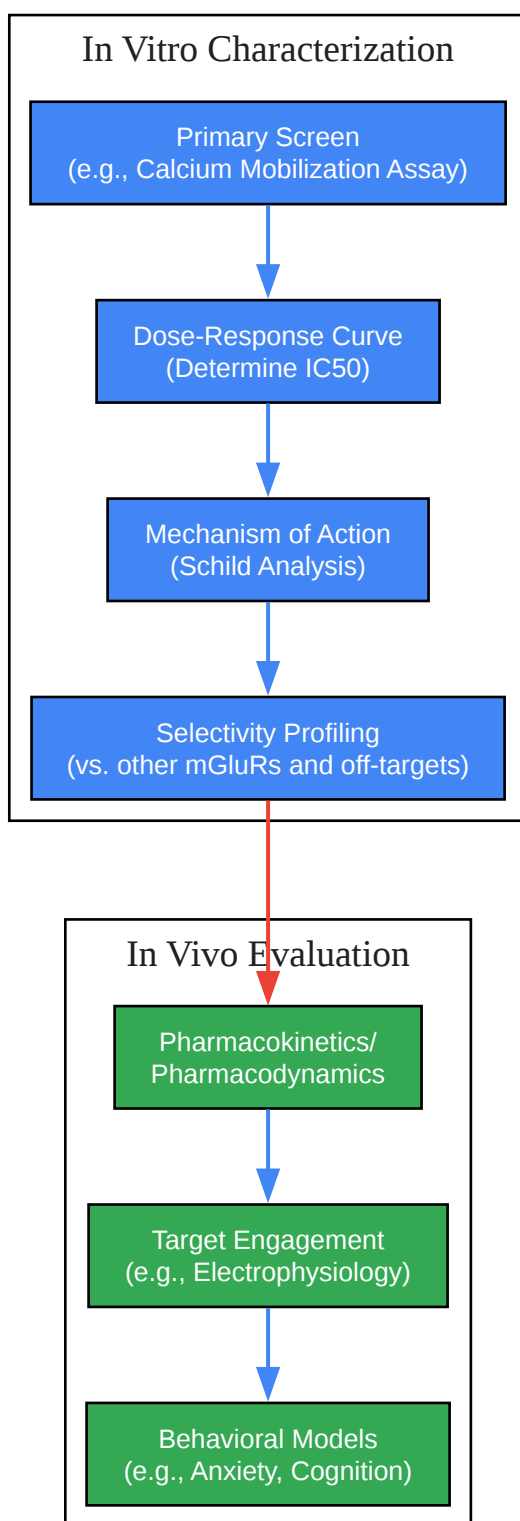 In Vitro Characterization
Primary Screen
(e.g., Calcium Mobilization Assay)
Dose-Response Curve
(Determine IC50)
Mechanism of Action
(Schild Analysis)
Selectivity Profiling
(vs. other mGluRs and off-targets)
In Vivo Evaluation
Pharmacokinetics/
Pharmacodynamics
Target Engagement
(e.g., Electrophysiology)
Behavioral Models
(e.g., Anxiety, Cognition)